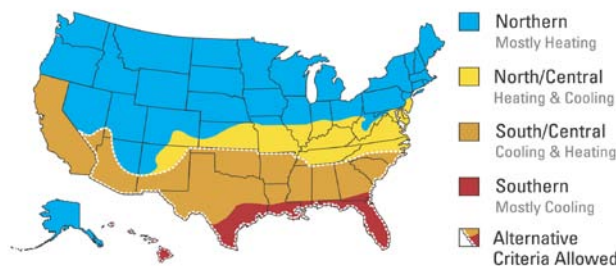 Northern
Mostly Heating
North/Central
Heating & Cooling
South/Central
Cooling & Heating
Southern
Mostly Cooling
Alternative
Criteria Allowed